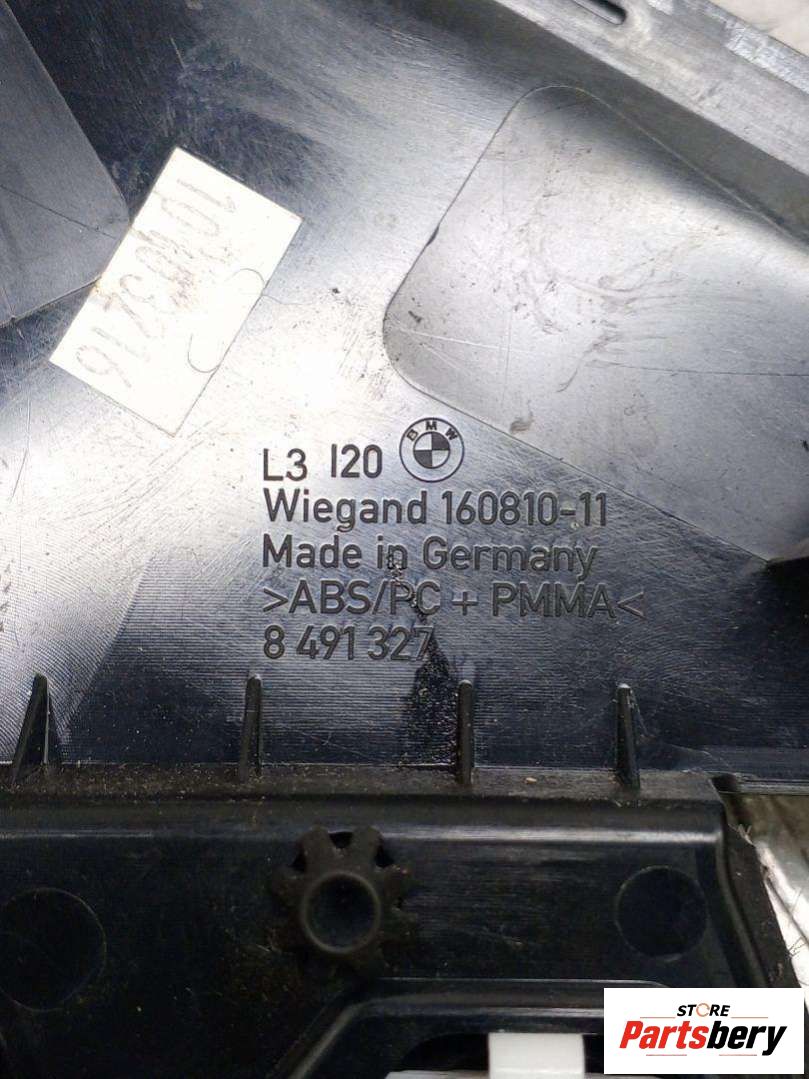 L3 I20 BMW
Wiegand 160810-11
Made in Germany
>ABS/PC + PMMA<
8 491 327
STORE
Partsbery